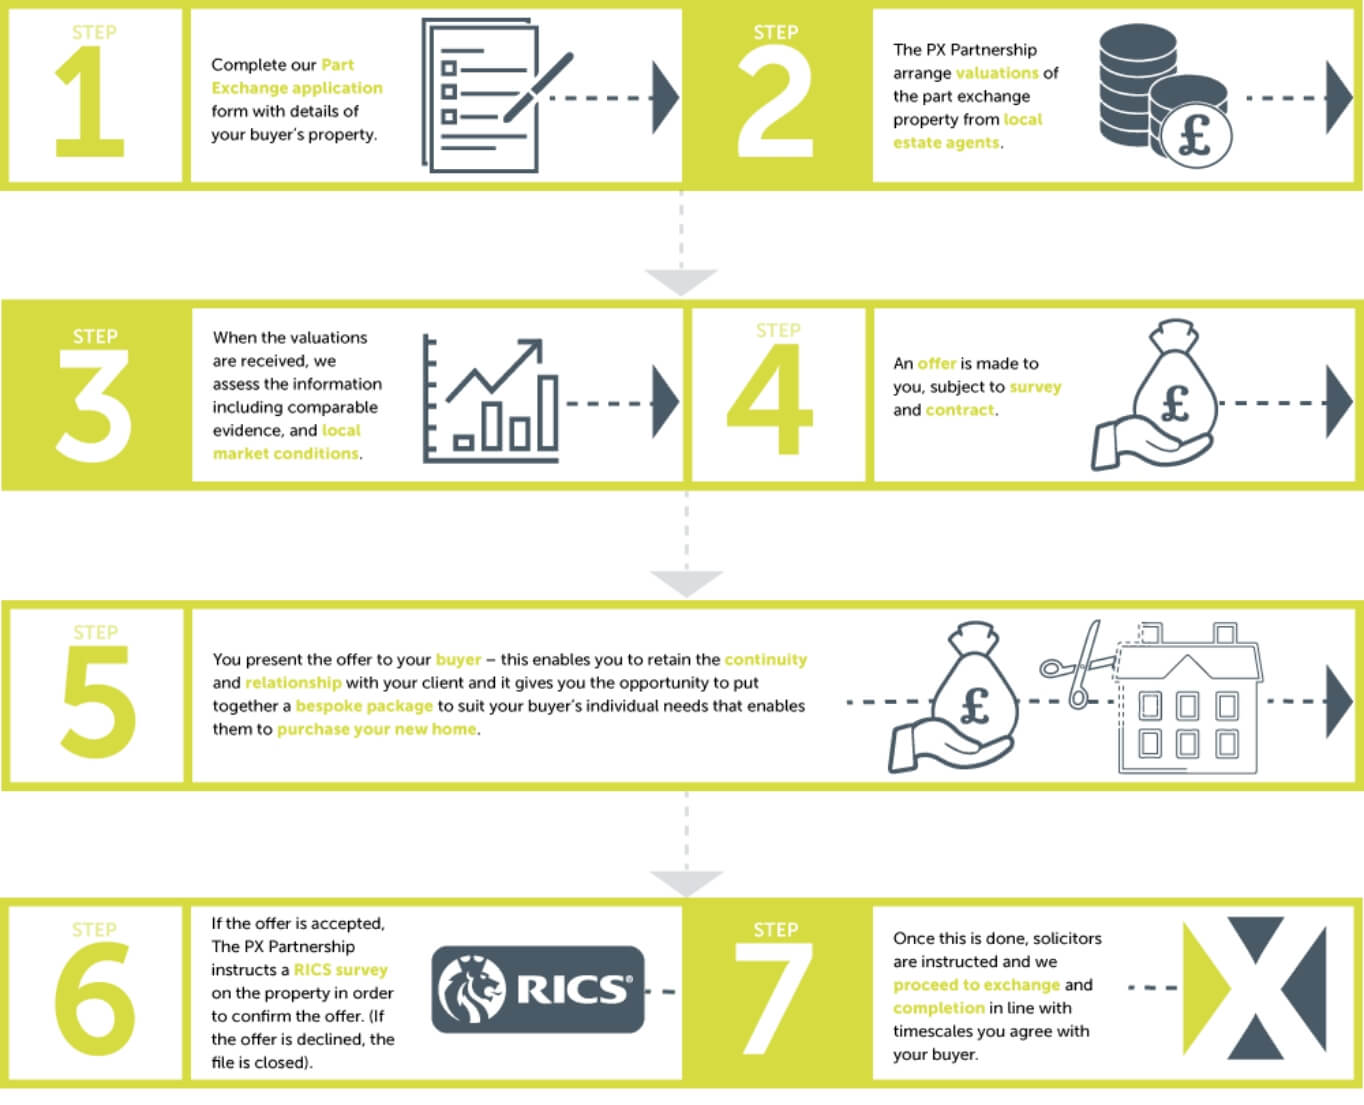 STEP
1
Complete our Part
Exchange application
form with details of
your buyer's property.
STEP
2
The PX Partnership
arrange valuations of
the part exchange
property from local
estate agents.
£
STEP
3
When the valuations
are received, we
assess the information
including comparable
evidence, and local
market conditions.
STEP
4
An offer is made to
you, subject to survey
and contract.
£
STEP
5
You present the offer to your buyer – this enables you to retain the continuity
and relationship with your client and it gives you the opportunity to put
together a bespoke package to suit your buyer's individual needs that enables
them to purchase your new home.
£
STEP
6
If the offer is accepted,
The PX Partnership
instructs a RICS survey
on the property in order
to confirm the offer. (If
the offer is declined, the
file is closed).
RICS®
STEP
7
Once this is done, solicitors
are instructed and we
proceed to exchange and
completion in line with
timescales you agree with
your buyer.
X